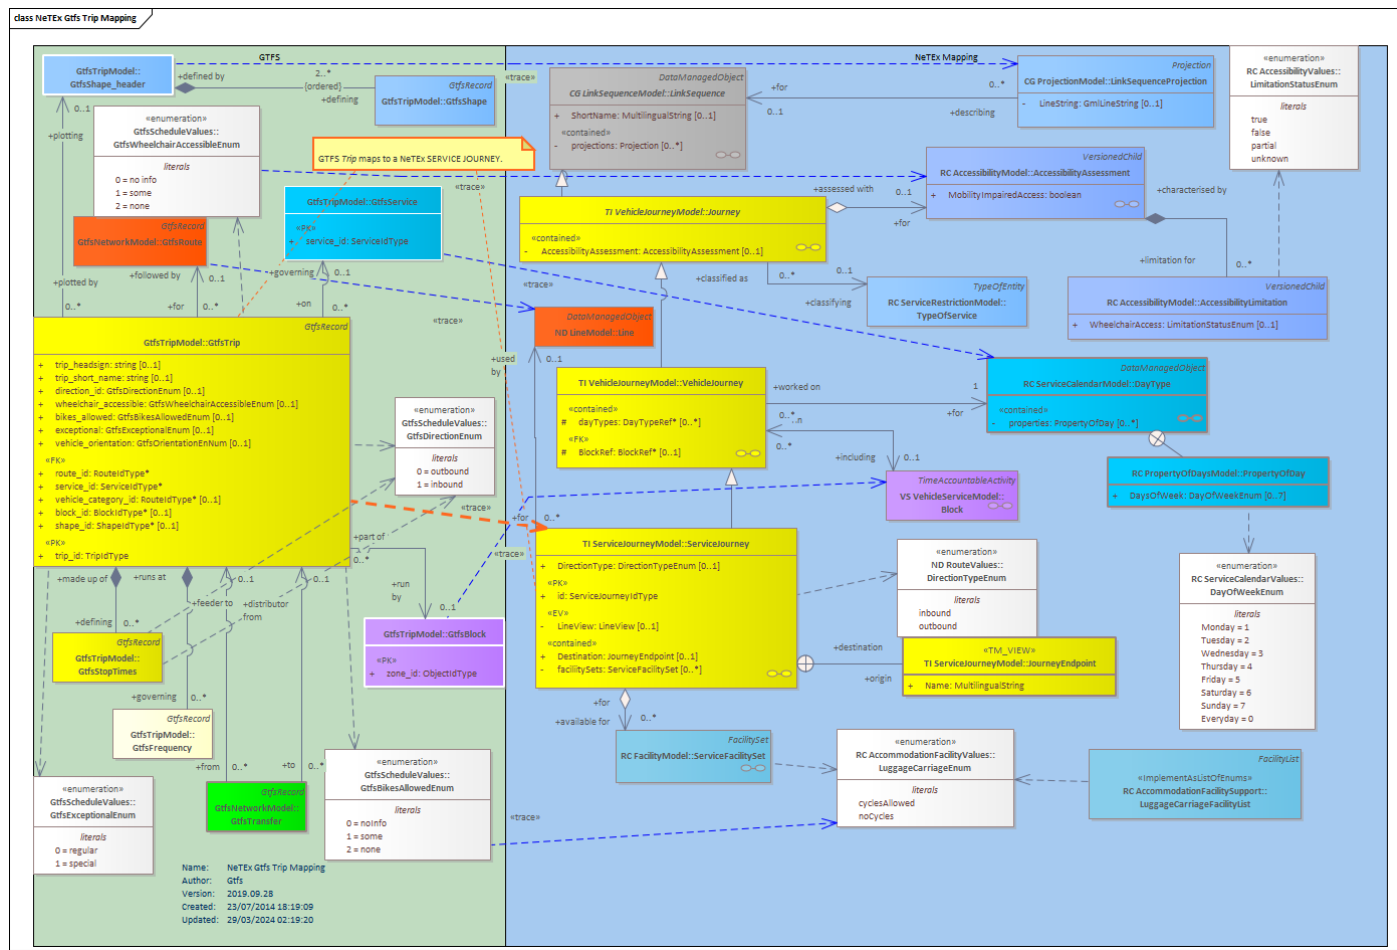 class NeTEx Gtfs Trip Mapping
GTFS
NeTEx Mapping
GtfsTripModel::
GtfsShape_header
+defined by
2..*
{ordered}
+defining
GtfsRecord
GtfsTripModel::GtfsShape
«trace»
0..1
+plotting
«enumeration»
GtfsScheduleValues::
GtfsWheelchairAccessibleEnum
literals
0 = no info
1 = some
2 = none
GTFS Trip maps to a NeTEx SERVICE JOURNEY.
«trace»
GtfsTripModel::GtfsService
«PK»
+ service_id: ServiceIdType
GtfsRecord
GtfsNetworkModel::GtfsRoute
+followed by
0..1
+governing
0..1
+plotted by
0..*
+for
0..*
+on
0..*
«trace»
«trace»
GtfsRecord
GtfsTripModel::GtfsTrip
+ trip_headsign: string [0..1]
+ trip_short_name: string [0..1]
+ direction_id: GtfsDirectionEnum [0..1]
+ wheelchair_accessible: GtfsWheelchairAccessibleEnum [0..1]
+ bikes_allowed: GtfsBikesAllowedEnum [0..1]
+ exceptional: GtfsExceptionalEnum [0..1]
+ vehicle_orientation: GtfsOrientationEnNum [0..1]
«FK»
+ route_id: RouteIdType*
+ service_id: ServiceIdType*
+ vehicle_category_id: RouteIdType* [0..1]
+ block_id: BlockIdType* [0..1]
+ shape_id: ShapeIdType* [0..1]
«PK»
+ trip_id: TripIdType
«enumeration»
GtfsScheduleValues::
GtfsDirectionEnum
literals
0 = outbound
1 = inbound
«trace»
+part of
0..*
+made up of
+runs at
0..1
0..1
+feeder to
+distributor
from
+run
by
0..1
«trace»
+defining
0..*
GtfsRecord
GtfsTripModel::
GtfsStopTimes
GtfsTripModel::GtfsBlock
«PK»
+ zone_id: ObjectIdType
+governing
0..*
GtfsRecord
GtfsTripModel::
GtfsFrequency
+from
0..*
+to
0..*
«enumeration»
GtfsScheduleValues::
GtfsExceptionalEnum
literals
0 = regular
1 = special
GtfsRecord
GtfsNetworkModel::
GtfsTransfer
«enumeration»
GtfsScheduleValues::
GtfsBikesAllowedEnum
literals
0 = noInfo
1 = some
2 = none
«trace»
Name: NeTEx Gtfs Trip Mapping
Author: Gtfs
Version: 2019.09.28
Created: 23/07/2014 18:19:09
Updated: 29/03/2024 02:19:20
DataManagedObject
CG LinkSequenceModel::LinkSequence
+ ShortName: MultilingualString [0..1]
«contained»
- projections: Projection [0..*]
+for
0..1
0..*
+describing
Projection
CG ProjectionModel::LinkSequenceProjection
- LineString: GmlLineString [0..1]
«enumeration»
RC AccessibilityValues::
LimitationStatusEnum
literals
true
false
partial
unknown
TI VehicleJourneyModel::Journey
«contained»
- AccessibilityAssessment: AccessibilityAssessment [0..1]
+assessed with
0..1
+for
VersionedChild
RC AccessibilityModel::AccessibilityAssessment
+ MobilityImpairedAccess: boolean
+characterised by
+limitation for
0..*
VersionedChild
RC AccessibilityModel::AccessibilityLimitation
+ WheelchairAccess: LimitationStatusEnum [0..1]
+classified as
0..*
0..1
+classifying
TypeOfEntity
RC ServiceRestrictionModel::
TypeOfService
DataManagedObject
ND LineModel::Line
0..1
+used
by
TI VehicleJourneyModel::VehicleJourney
«contained»
# dayTypes: DayTypeRef* [0..*]
«FK»
# BlockRef: BlockRef* [0..1]
+worked on
1
0..*
+for
..n
0..*
+including
0..1
DataManagedObject
RC ServiceCalendarModel::DayType
«contained»
- properties: PropertyOfDay [0..*]
RC PropertyOfDaysModel::PropertyOfDay
+ DaysOfWeek: DayOfWeekEnum [0..7]
TimeAccountableActivity
VS VehicleServiceModel::
Block
+for
0..*
TI ServiceJourneyModel::ServiceJourney
+ DirectionType: DirectionTypeEnum [0..1]
«PK»
+ id: ServiceJourneyIdType
«EV»
- LineView: LineView [0..1]
«contained»
+ Destination: JourneyEndpoint [0..1]
- facilitySets: ServiceFacilitySet [0..*]
«enumeration»
ND RouteValues::
DirectionTypeEnum
literals
inbound
outbound
«enumeration»
RC ServiceCalendarValues::
DayOfWeekEnum
literals
Monday = 1
Tuesday = 2
Wednesday = 3
Thursday = 4
Friday = 5
Saturday = 6
Sunday = 7
Everyday = 0
+destination
+origin
«TM_VIEW»
TI ServiceJourneyModel::JourneyEndpoint
+ Name: MultilingualString
+for
+available for
0..*
FacilitySet
RC FacilityModel::ServiceFacilitySet
«enumeration»
RC AccommodationFacilityValues::
LuggageCarriageEnum
literals
cyclesAllowed
noCycles
FacilityList
«ImplementAsListOfEnums»
RC AccommodationFacilitySupport::
LuggageCarriageFacilityList